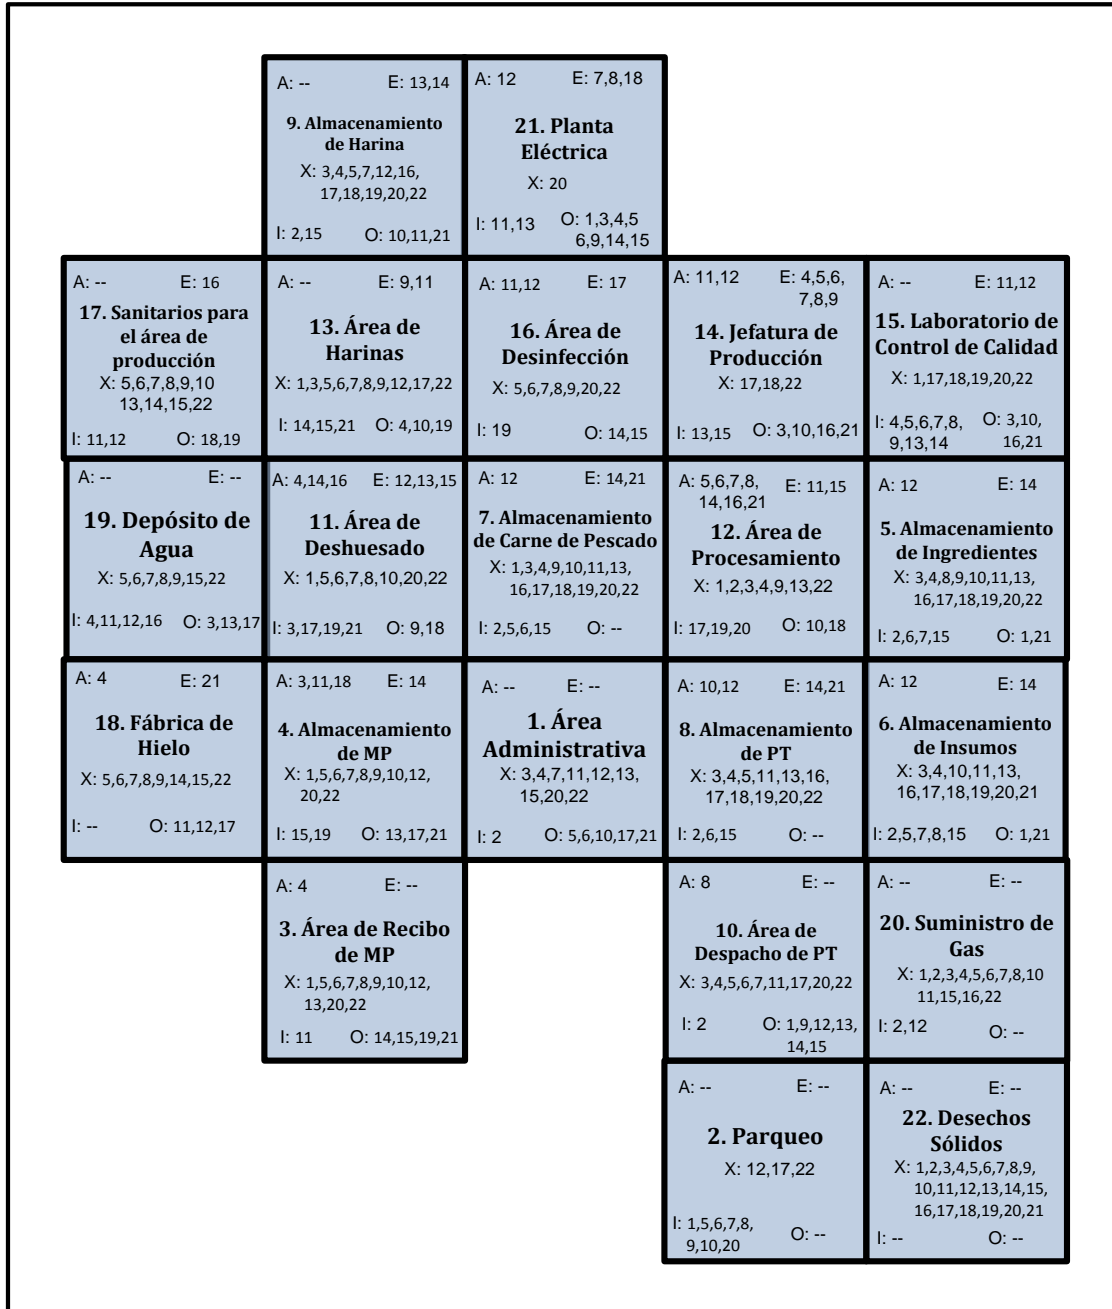 A: -- E: 13,14
9. Almacenamiento
de Harina
X: 3,4,5,7,12,16,
17,18,19,20,22
I: 2,15 O: 10,11,21
A: 12 E: 7,8,18
21. Planta
Eléctrica
X: 20
I: 11,13 O: 1,3,4,5
6,9,14,15
A: -- E: 16
17. Sanitarios para
el área de
producción
X: 5,6,7,8,9,10
13,14,15,22
I: 11,12 O: 18,19
A: -- E: 9,11
13. Área de
Harinas
X: 1,3,5,6,7,8,9,12,17,22
I: 14,15,21 O: 4,10,19
A: 11,12 E: 17
16. Área de
Desinfección
X: 5,6,7,8,9,20,22
I: 19 O: 14,15
A: 11,12 E: 4,5,6,
7,8,9
14. Jefatura de
Producción
X: 17,18,22
I: 13,15 O: 3,10,16,21
A: -- E: 11,12
15. Laboratorio de
Control de Calidad
X: 1,17,18,19,20,22
I: 4,5,6,7,8, O: 3,10,
9,13,14 16,21
A: -- E: --
19. Depósito de
Agua
X: 5,6,7,8,9,15,22
I: 4,11,12,16 O: 3,13,17
A: 4,14,16 E: 12,13,15
11. Área de
Deshuesado
X: 1,5,6,7,8,10,20,22
I: 3,17,19,21 O: 9,18
A: 12 E: 14,21
7. Almacenamiento
de Carne de Pescado
X: 1,3,4,9,10,11,13,
16,17,18,19,20,22
I: 2,5,6,15 O: --
A: 5,6,7,8, E: 11,15
14,16,21
12. Área de
Procesamiento
X: 1,2,3,4,9,13,22
I: 17,19,20 O: 10,18
A: 12 E: 14
5. Almacenamiento
de Ingredientes
X: 3,4,8,9,10,11,13,
16,17,18,19,20,22
I: 2,6,7,15 O: 1,21
A: 4 E: 21
18. Fábrica de
Hielo
X: 5,6,7,8,9,14,15,22
I: -- O: 11,12,17
A: 3,11,18 E: 14
4. Almacenamiento
de MP
X: 1,5,6,7,8,9,10,12,
20,22
I: 15,19 O: 13,17,21
A: -- E: --
1. Área
Administrativa
X: 3,4,7,11,12,13,
15,20,22
I: 2 O: 5,6,10,17,21
A: 10,12 E: 14,21
8. Almacenamiento
de PT
X: 3,4,5,11,13,16
17,18,19,20,22
I: 2,6,15 O: --
A: 12 E: 14
6. Almacenamiento
de Insumos
X: 3,4,10,11,13,
16,17,18,19,20,21
I: 2,5,7,8,15 O: 1,21
A: 4 E: --
3. Área de Recibo
de MP
X: 1,5,6,7,8,9,10,12,
13,20,22
I: 11 O: 14,15,19,21
A: 8 E: --
10. Área de
Despacho de PT
X: 3,4,5,6,7,11,17,20,22
I: 2 O: 1,9,12,13,
14,15
A: -- E: --
20. Suministro de
Gas
X: 1,2,3,4,5,6,7,8,10
11,15,16,22
I: 2,12 O: --
A: -- E: --
2. Parqueo
X: 12,17,22
I: 1,5,6,7,8, O: --
9,10,20
A: -- E: --
22. Desechos
Sólidos
X: 1,2,3,4,5,6,7,8,9,
10,11,12,13,14,15,
16,17,18,19,20,21
I: -- O: --